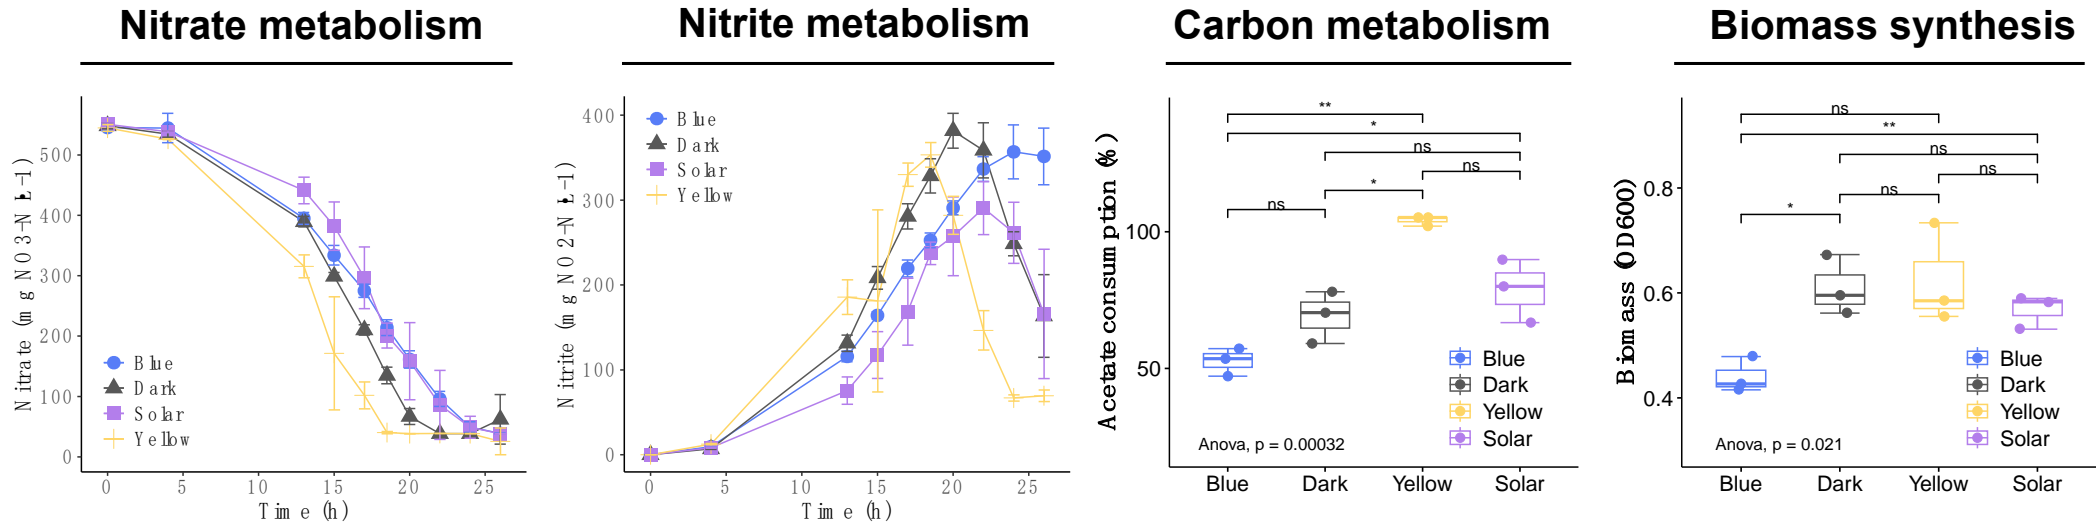 Nitrate metabolism
Nitrate (mg NO3-N•L-1)
500
400
300
200
100
0
Blue
Dark
Solar
Yellow
0 5 10 15 20 25
Time (h)
Nitrite metabolism
Nitrite (mg NO2-N•L-1)
400
300
200
100
0
Blue
Dark
Solar
Yellow
0 5 10 15 20 25
Time (h)
Carbon metabolism
Acetate consumption (%)
100
50
**
*
ns
ns
*
ns
Blue
Dark
Yellow
Solar
Anova, p = 0.00032
Blue Dark Yellow Solar
Biomass synthesis
Biomass (OD600)
0.8
0.6
0.4
ns
**
ns
ns
ns
*
Blue
Dark
Yellow
Solar
Anova, p = 0.021
Blue Dark Yellow Solar